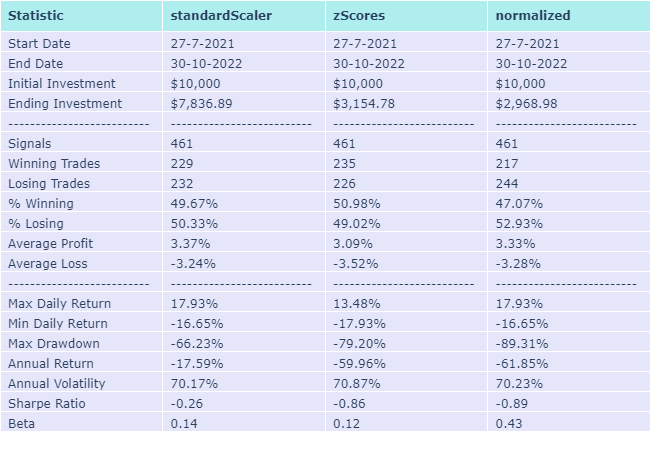 Statistic standardScaler zScores normalized
Start Date 27-7-2021 27-7-2021 27-7-2021
End Date 30-10-2022 30-10-2022 30-10-2022
Initial Investment $10,000 $10,000 $10,000
Ending Investment $7,836.89 $3,154.78 $2,968.98
-------------------------- -------------------------- -------------------------- --------------------------
Signals 461 461 461
Winning Trades 229 235 217
Losing Trades 232 226 244
% Winning 49.67% 50.98% 47.07%
% Losing 50.33% 49.02% 52.93%
Average Profit 3.37% 3.09% 3.33%
Average Loss -3.24% -3.52% -3.28%
-------------------------- -------------------------- -------------------------- --------------------------
Max Daily Return 17.93% 13.48% 17.93%
Min Daily Return -16.65% -17.93% -16.65%
Max Drawdown -66.23% -79.20% -89.31%
Annual Return -17.59% -59.96% -61.85%
Annual Volatility 70.17% 70.87% 70.23%
Sharpe Ratio -0.26 -0.86 -0.89
Beta 0.14 0.12 0.43